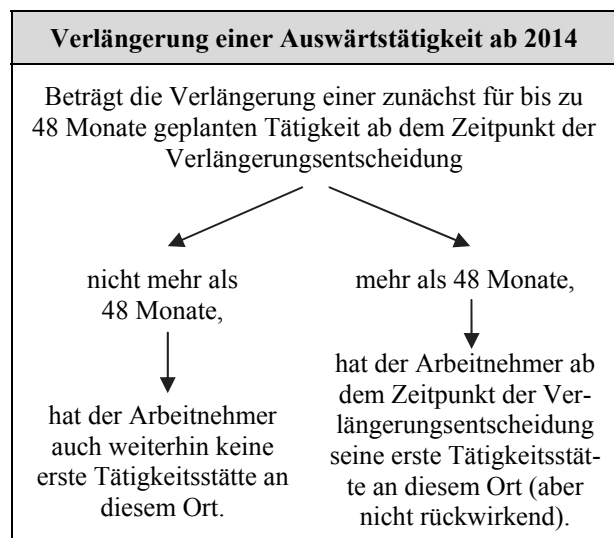 Verlängerung einer Auswärtstätigkeit ab 2014
Beträgt die Verlängerung einer zunächst für bis zu
48 Monate geplanten Tätigkeit ab dem Zeitpunkt der
Verlängerungsentscheidung
nicht mehr als
48 Monate,
hat der Arbeitnehmer
auch weiterhin keine
erste Tätigkeitsstätte an
diesem Ort.
mehr als 48 Monate,
hat der Arbeitnehmer ab
dem Zeitpunkt der Ver-
längerungsentscheidung
seine erste Tätigkeitsstät-
te an diesem Ort (aber
nicht rückwirkend).